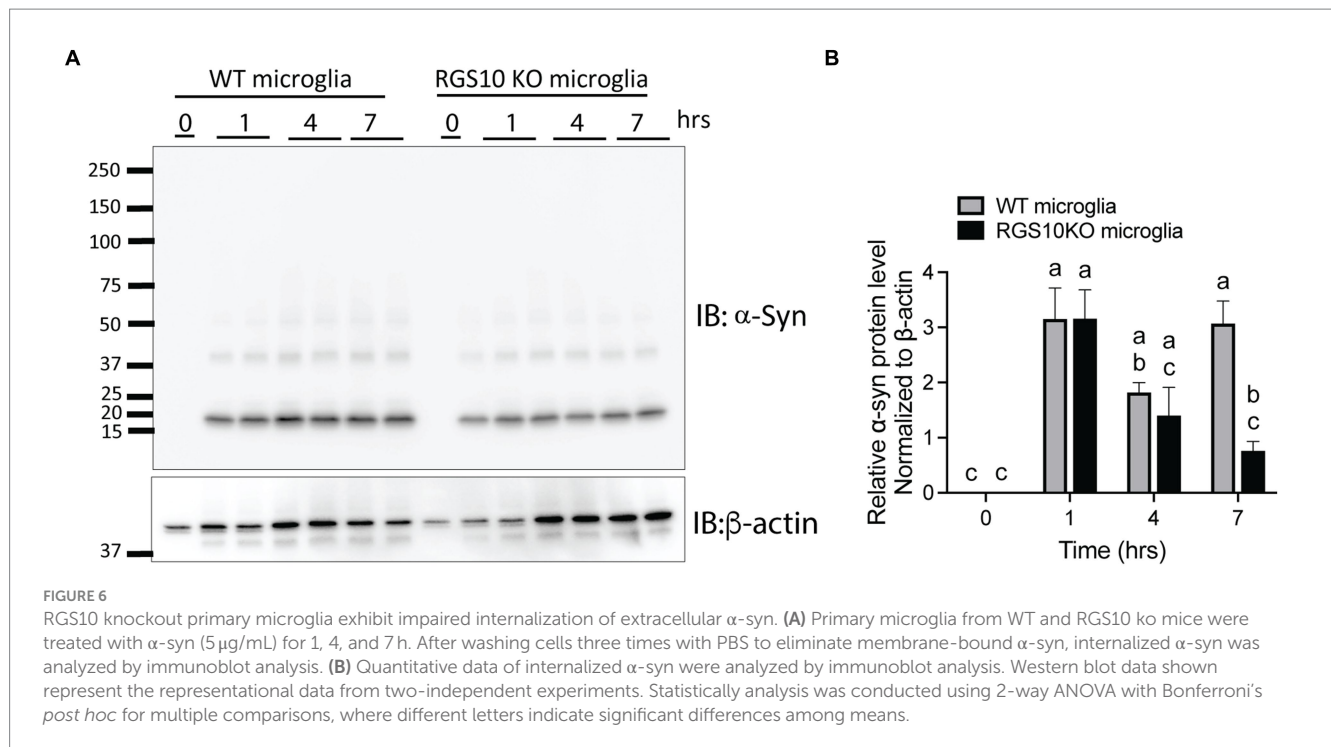 A
WT microglia RGS10 KO microglia
0 1 4 7 0 1 4 7 hrs
250
150
100
75
50
37
25
20
15
IB: α-Syn
IB:β-actin
37
B
WT microglia
RGS10KO microglia
Relative α-syn protein level
Normalized to β-actin
4
3
2
1
0
c c
a a
a a
b c
a
b
c
0 1 4 7
Time (hrs)
FIGURE 6
RGS10 knockout primary microglia exhibit impaired internalization of extracellular α-syn. (A) Primary microglia from WT and RGS10 ko mice were
treated with α-syn (5 μg/mL) for 1, 4, and 7 h. After washing cells three times with PBS to eliminate membrane-bound α-syn, internalized α-syn was
analyzed by immunoblot analysis. (B) Quantitative data of internalized α-syn were analyzed by immunoblot analysis. Western blot data shown
represent the representational data from two-independent experiments. Statistically analysis was conducted using 2-way ANOVA with Bonferroni's
post hoc for multiple comparisons, where different letters indicate significant differences among means.